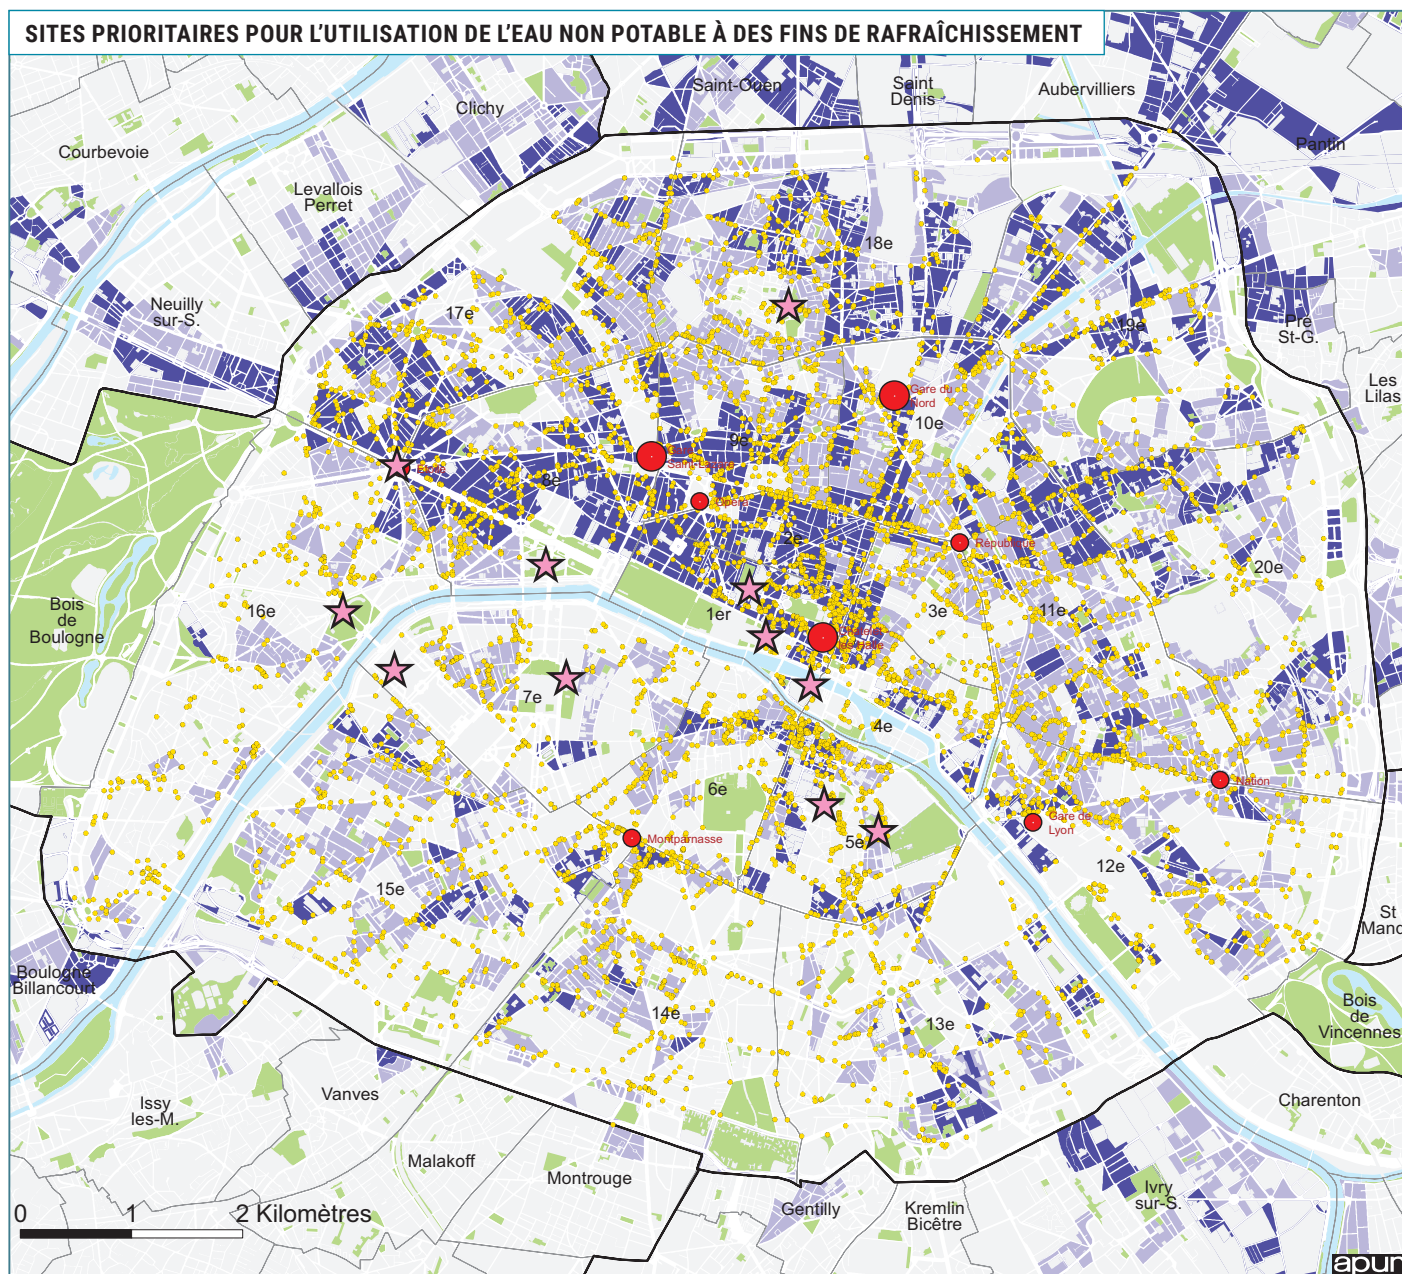 SITES PRIORITAIRES POUR L'UTILISATION DE L'EAU NON POTABLE À DES FINS DE RAFRAÎCHISSEMENT
Saint-Ouen
Saint
Denis
Aubervilliers
Clichy
Pantin
Courbevoie
Levallois
Perret
18e
Neuilly
sur-S.
17e
19e
Pré
St-G.
Les
Lilas
Gare du
Nord
10e
9e
Saint-Lazare
8e
Opéra
2e
République
20e
Bois
de
Boulogne
16e
1er
3e
11e
7e
4e
Nation
6e
Gare de
Lyon
Montparnasse
5e
12e
15e
St
Mand
Boulogne
Billancourt
14e
13e
Bois
de
Vincennes
Issy
les-M.
Vanves
Charenton
Malakoff
Montrouge
Ivry
sur-S.
Gentilly
Kremlin
Bicêtre
0 1 2 Kilomètres
apur